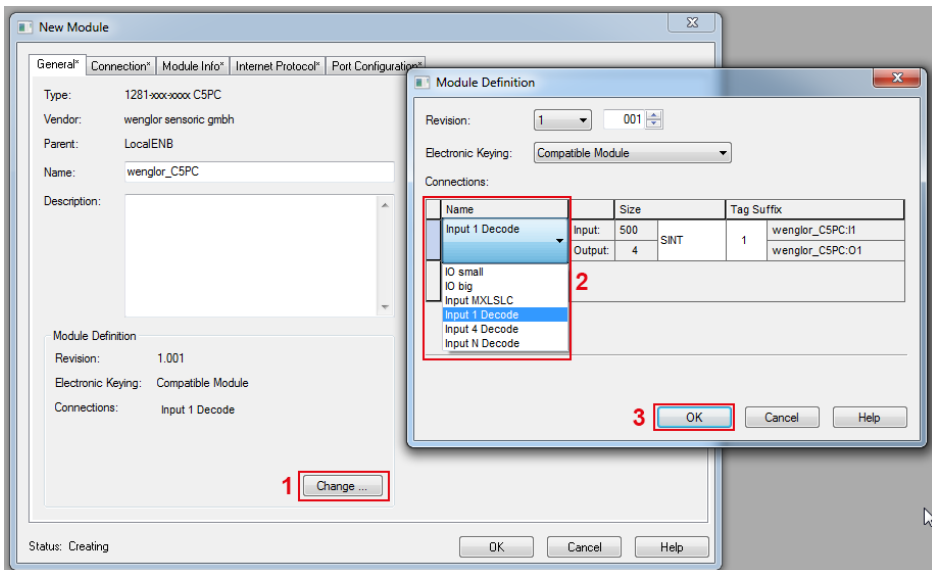 New Module
General* Connection* Module Info* Internet Protocol* Port Configuration*
Type: 1281-xxx-xxxx C5PC
Vendor: wenglor sensoric gmbh
Parent: LocalENB
Name: wenglor_C5PC
Description:
Module Definition
Revision: 1.001
Electronic Keying: Compatible Module
Connections: Input 1 Decode
1 Change ...
Status: Creating
OK Cancel Help
Module Definition
Revision: 1 001
Electronic Keying: Compatible Module
Connections:
Name Size Tag Suffix
Input 1 Decode Input: 500 SINT 1 wenglor_C5PC:I1
Output: 4 wenglor_C5PC:O1
IO small
IO big
Input MXLSLC
Input 1 Decode
Input 4 Decode
Input N Decode
2
3 OK Cancel Help